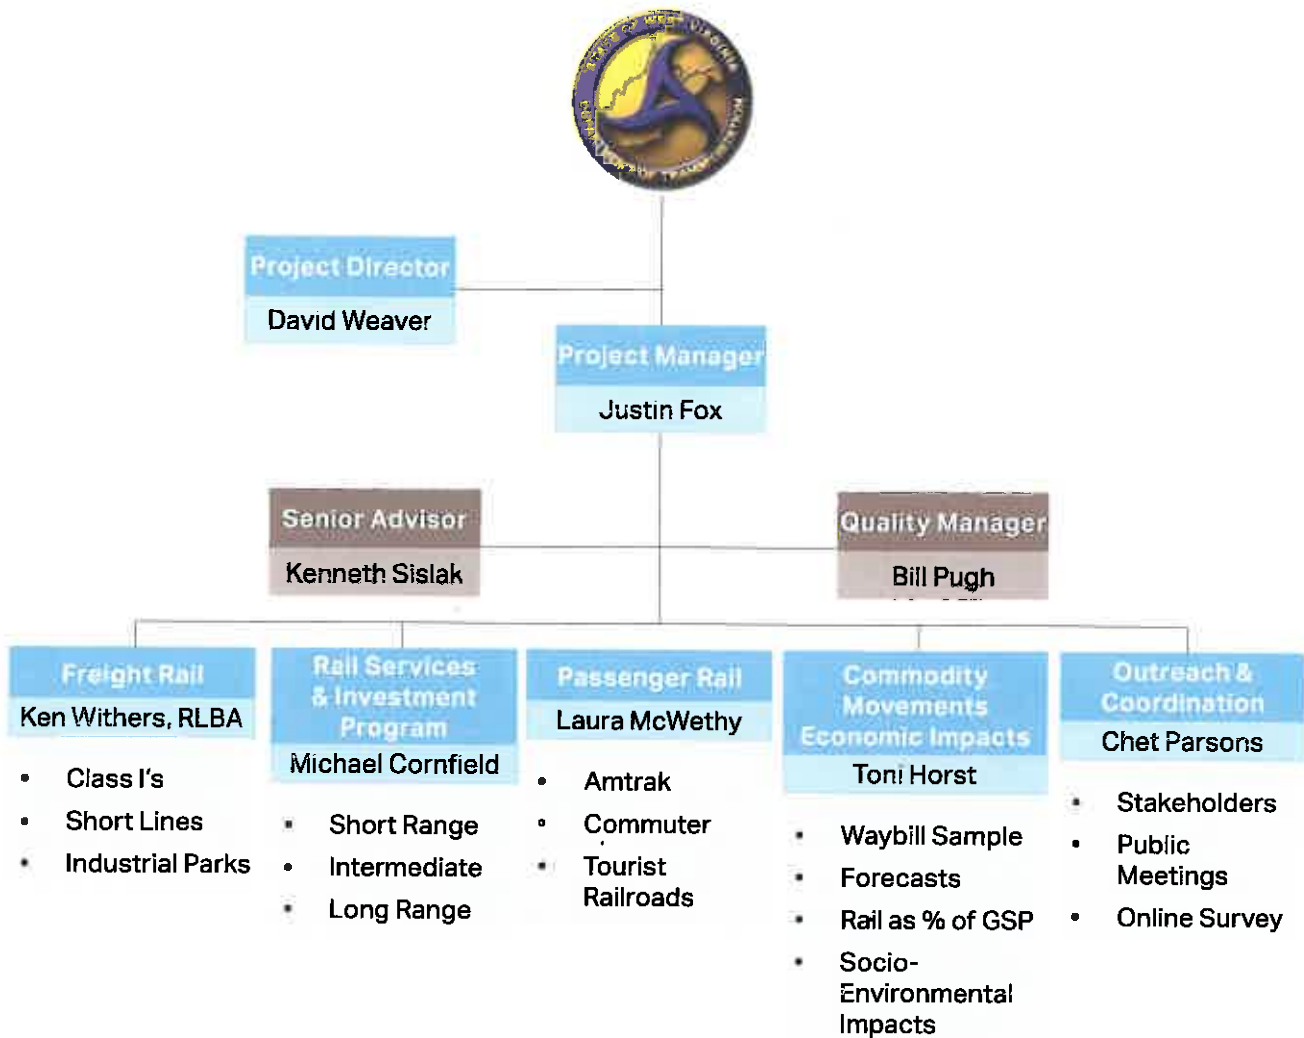 Project Director
David Weaver
Project Manager
Justin Fox
Senior Advisor
Kenneth Sislak
Quality Manager
Bill Pugh
Freight Rail
Ken Withers, RLBA
• Class I's
• Short Lines
• Industrial Parks
Rail Services
& Investment
Program
Michael Cornfield
• Short Range
• Intermediate
• Long Range
Passenger Rail
Laura McWethy
• Amtrak
• Commuter
• Tourist
Railroads
Commodity
Movements
Economic Impacts
Toni Horst
• Waybill Sample
• Forecasts
• Rail as % of GSP
• Socio-
Environmental
Impacts
Outreach &
Coordination
Chet Parsons
• Stakeholders
• Public
Meetings
• Online Survey